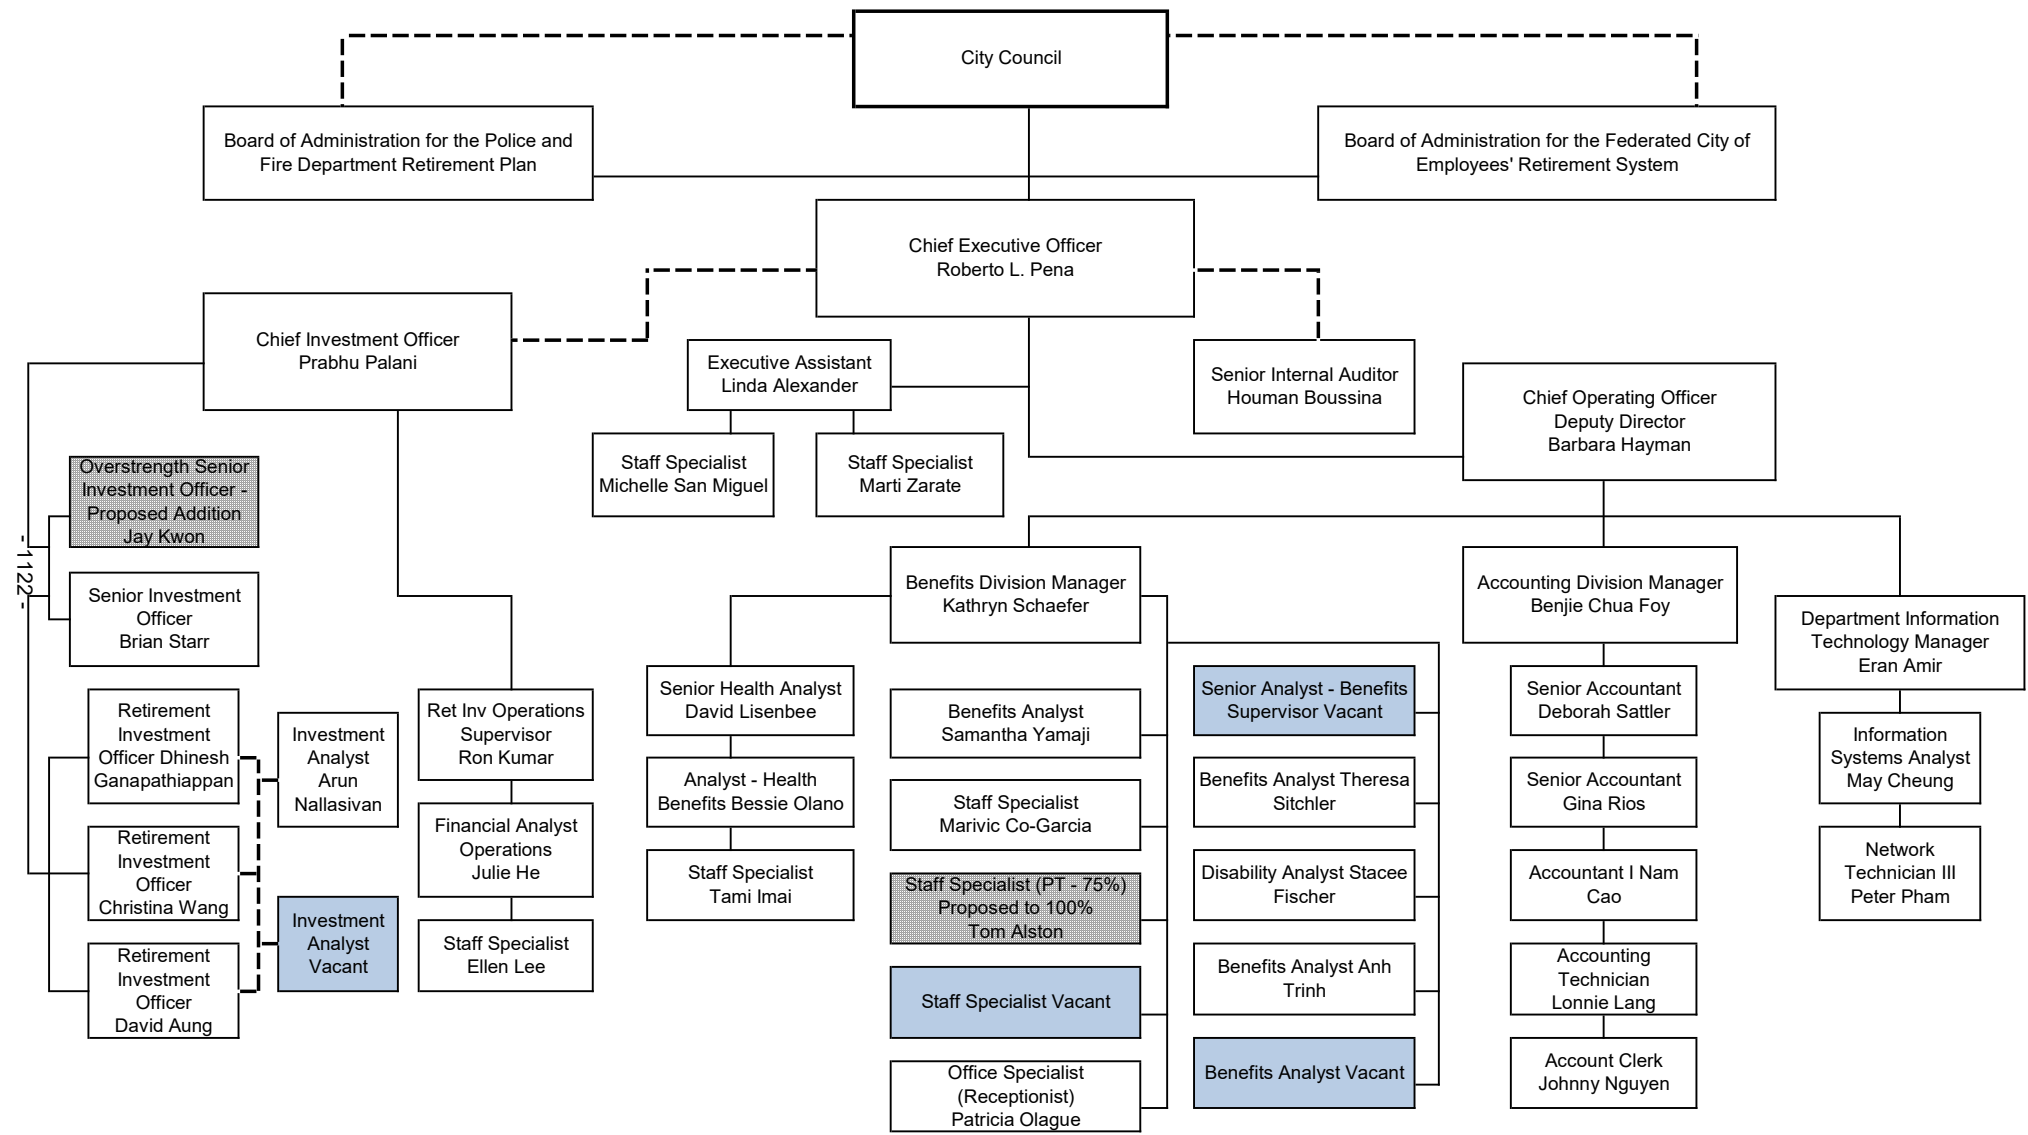 City Council
Board of Administration for the Police and
Fire Department Retirement Plan
Board of Administration for the Federated City of
Employees' Retirement System
Chief Executive Officer
Roberto L. Pena
Chief Investment Officer
Prabhu Palani
Executive Assistant
Linda Alexander
Senior Internal Auditor
Houman Boussina
Chief Operating Officer
Deputy Director
Barbara Hayman
Staff Specialist
Michelle San Miguel
Staff Specialist
Marti Zarate
Overstrength Senior
Investment Officer -
Proposed Addition
Jay Kwon
- 1122 -
Senior Investment
Officer
Brian Starr
Benefits Division Manager
Kathryn Schaefer
Accounting Division Manager
Benjie Chua Foy
Department Information
Technology Manager
Eran Amir
Retirement
Investment
Officer Dhinesh
Ganapathiappan
Investment
Analyst
Arun
Nallasivan
Retirement
Investment
Officer
Christina Wang
Investment
Analyst
Vacant
Retirement
Investment
Officer
David Aung
Ret Inv Operations
Supervisor
Ron Kumar
Financial Analyst
Operations
Julie He
Staff Specialist
Ellen Lee
Senior Health Analyst
David Lisenbee
Analyst - Health
Benefits Bessie Olano
Staff Specialist
Tami Imai
Benefits Analyst
Samantha Yamaji
Staff Specialist
Marivic Co-Garcia
Staff Specialist (PT - 75%)
Proposed to 100%
Tom Alston
Staff Specialist Vacant
Office Specialist
(Receptionist)
Patricia Olague
Senior Analyst - Benefits
Supervisor Vacant
Benefits Analyst Theresa
Sitchler
Disability Analyst Stacee
Fischer
Benefits Analyst Anh
Trinh
Benefits Analyst Vacant
Senior Accountant
Deborah Sattler
Senior Accountant
Gina Rios
Accountant I Nam
Cao
Accounting
Technician
Lonnie Lang
Account Clerk
Johnny Nguyen
Information
Systems Analyst
May Cheung
Network
Technician III
Peter Pham